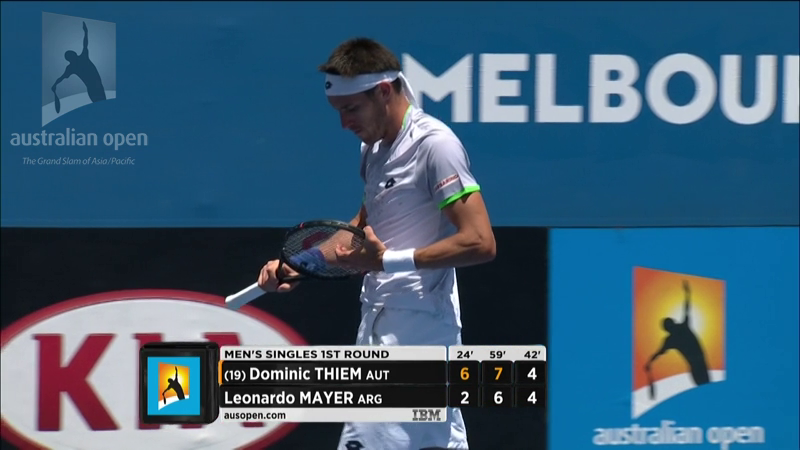 australian open
The Grand Slam of Asia/Pacific
MELBOU
KIA
MEN'S SINGLES 1ST ROUND 24' 59' 42'
(19) Dominic THIEM AUT 6 7 4
Leonardo MAYER ARG 2 6 4
ausopen.com IBM
australian open